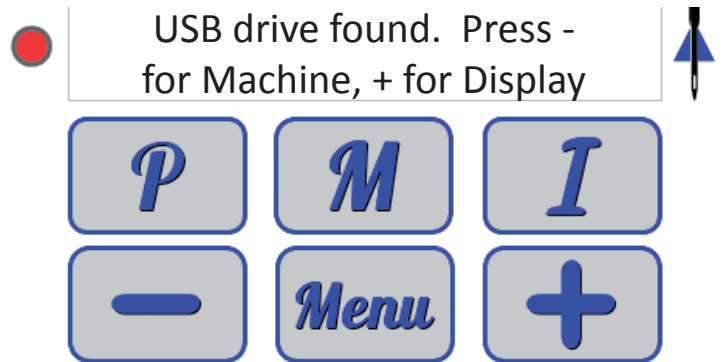 USB drive found.  Press -
for Machine, + for Display
P M I
− Menu +